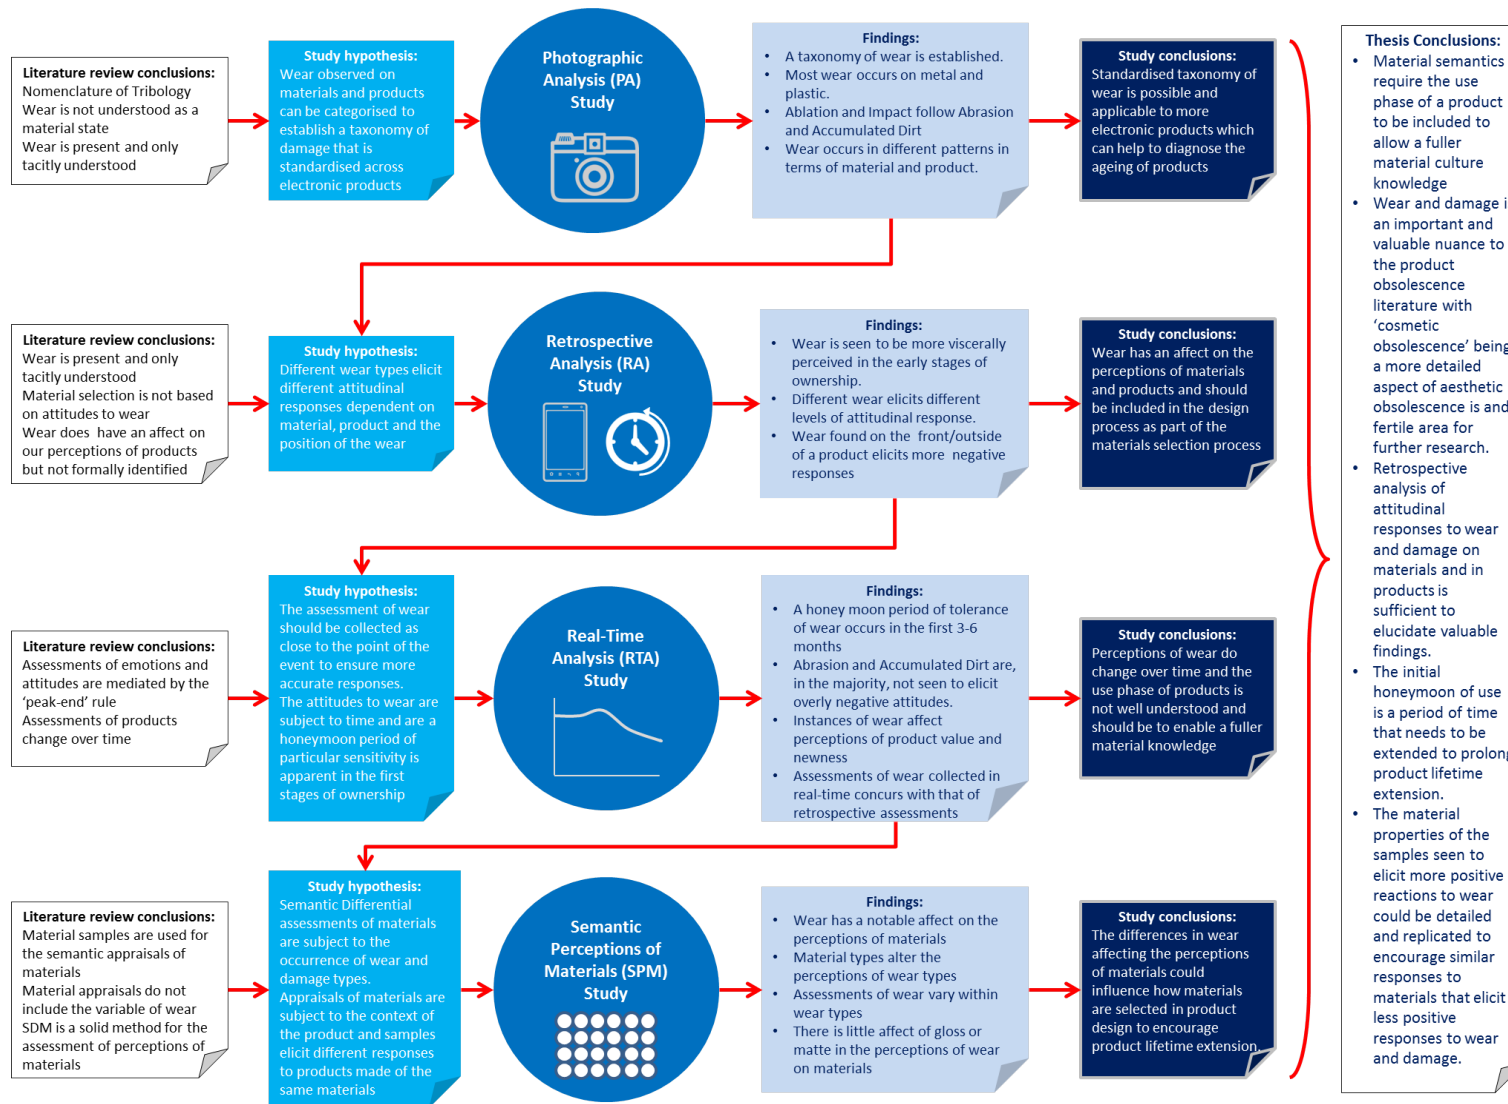 Literature review conclusions:
Nomenclature of Tribology
Wear is not understood as a
material state
Wear is present and only
tacitly understood
Study hypothesis:
Wear observed on
materials and products
can be categorised to
establish a taxonomy of
damage that is
standardised across
electronic products
Photographic
Analysis (PA)
Study
Findings:
• A taxonomy of wear is established.
• Most wear occurs on metal and
plastic.
• Ablation and Impact follow Abrasion
and Accumulated Dirt
• Wear occurs in different patterns in
terms of material and product.
Study conclusions:
Standardised taxonomy of
wear is possible and
applicable to more
electronic products which
can help to diagnose the
ageing of products
Literature review conclusions:
Wear is present and only
tacitly understood
Material selection is not based
on attitudes to wear
Wear does have an affect on
our perceptions of products
but not formally identified
Study hypothesis:
Different wear types elicit
different attitudinal
responses dependent on
material, product and the
position of the wear
Retrospective
Analysis (RA)
Study
Findings:
• Wear is seen to be more viscerally
perceived in the early stages of
ownership.
• Different wear elicits different
levels of attitudinal response.
• Wear found on the front/outside
of a product elicits more negative
responses
Study conclusions:
Wear has an affect on the
perceptions of materials
and products and should
be included in the design
process as part of the
materials selection process
Literature review conclusions:
Assessments of emotions and
attitudes are mediated by the
‘peak-end’ rule
Assessments of products
change over time
Study hypothesis:
The assessment of wear
should be collected as
close to the point of the
event to ensure more
accurate responses.
The attitudes to wear are
subject to time and are a
honeymoon period of
particular sensitivity is
apparent in the first
stages of ownership
Real-Time
Analysis (RTA)
Study
Findings:
• A honey moon period of tolerance
of wear occurs in the first 3-6
months
• Abrasion and Accumulated Dirt are,
in the majority, not seen to elicit
overly negative attitudes.
• Instances of wear affect
perceptions of product value and
newness
• Assessments of wear collected in
real-time concurs with that of
retrospective assessments
Study conclusions:
Perceptions of wear do
change over time and the
use phase of products is
not well understood and
should be to enable a fuller
material knowledge
Literature review conclusions:
Material samples are used for
the semantic appraisals of
materials
Material appraisals do not
include the variable of wear
SDM is a solid method for the
assessment of perceptions of
materials
Study hypothesis:
Semantic Differential
assessments of materials
are subject to the
occurrence of wear and
damage types.
Appraisals of materials are
subject to the context of
the product and samples
elicit different responses
to products made of the
same materials
Semantic
Perceptions of
Materials (SPM)
Study
Findings:
• Wear has a notable affect on the
perceptions of materials
• Material types alter the
perceptions of wear types
• Assessments of wear vary within
wear types
• There is little affect of gloss or
matte in the perceptions of wear
on materials
Study conclusions:
The differences in wear
affecting the perceptions
of materials could
influence how materials
are selected in product
design to encourage
product lifetime extension.
Thesis Conclusions:
• Material semantics
require the use
phase of a product
to be included to
allow a fuller
material culture
knowledge
• Wear and damage i
an important and
valuable nuance to
the product
obsolescence
literature with
‘cosmetic
obsolescence’ being
a more detailed
aspect of aesthetic
obsolescence is and
fertile area for
further research.
• Retrospective
analysis of
attitudinal
responses to wear
and damage on
materials and in
products is
sufficient to
elucidate valuable
findings.
• The initial
honeymoon of use
is a period of time
that needs to be
extended to prolong
product lifetime
extension.
• The material
properties of the
samples seen to
elicit more positive
reactions to wear
could be detailed
and replicated to
encourage similar
responses to
materials that elicit
less positive
responses to wear
and damage.